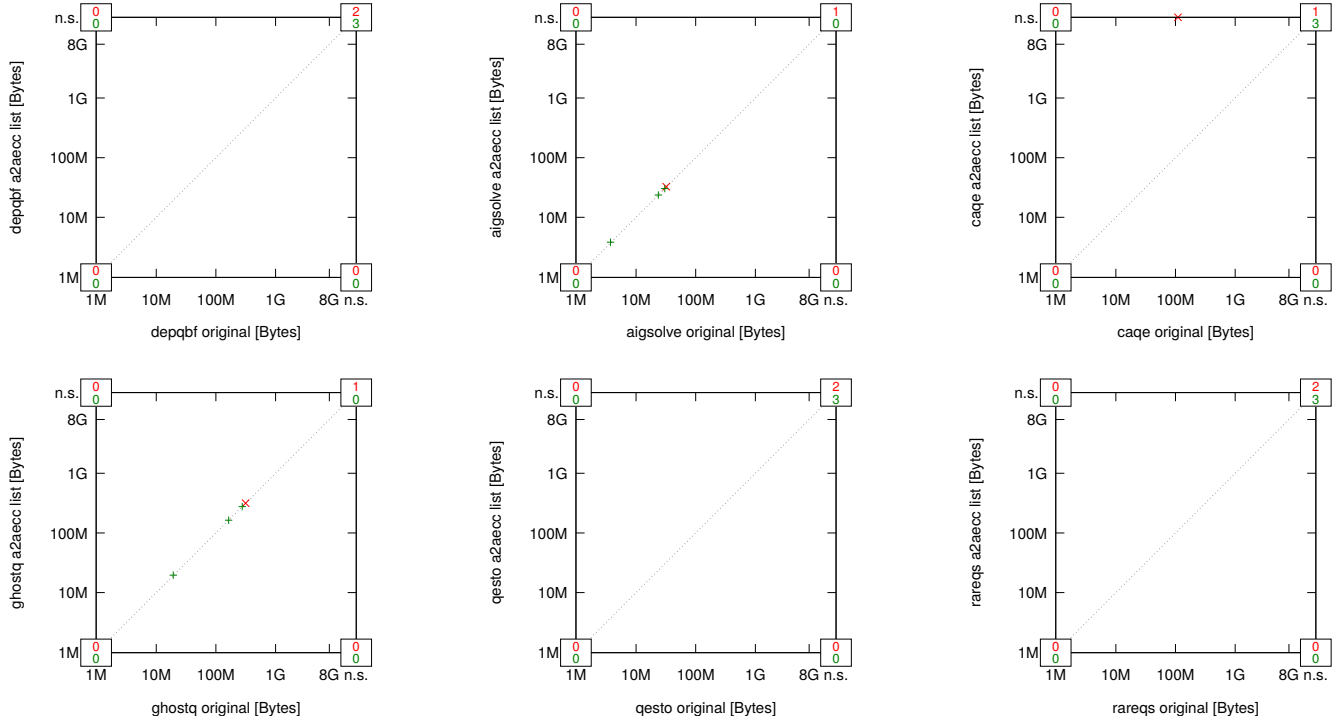 depqbf a2aecc list [Bytes]
n.s.
8G
1G
100M
10M
1M
0
0
2
3
0
0
0
0
1M 10M 100M 1G 8G n.s.
depqbf original [Bytes]
aigsolve a2aecc list [Bytes]
n.s.
8G
1G
100M
10M
1M
0
0
1
0
0
0
0
0
1M 10M 100M 1G 8G n.s.
aigsolve original [Bytes]
caqe a2aecc list [Bytes]
n.s.
8G
1G
100M
10M
1M
0
0
1
3
0
0
0
0
1M 10M 100M 1G 8G n.s.
caqe original [Bytes]
ghostq a2aecc list [Bytes]
n.s.
8G
1G
100M
10M
1M
0
0
1
0
0
0
0
0
1M 10M 100M 1G 8G n.s.
ghostq original [Bytes]
qesto a2aecc list [Bytes]
n.s.
8G
1G
100M
10M
1M
0
0
2
3
0
0
0
0
1M 10M 100M 1G 8G n.s.
qesto original [Bytes]
rareqs a2aecc list [Bytes]
n.s.
8G
1G
100M
10M
1M
0
0
2
3
0
0
0
0
1M 10M 100M 1G 8G n.s.
rareqs original [Bytes]